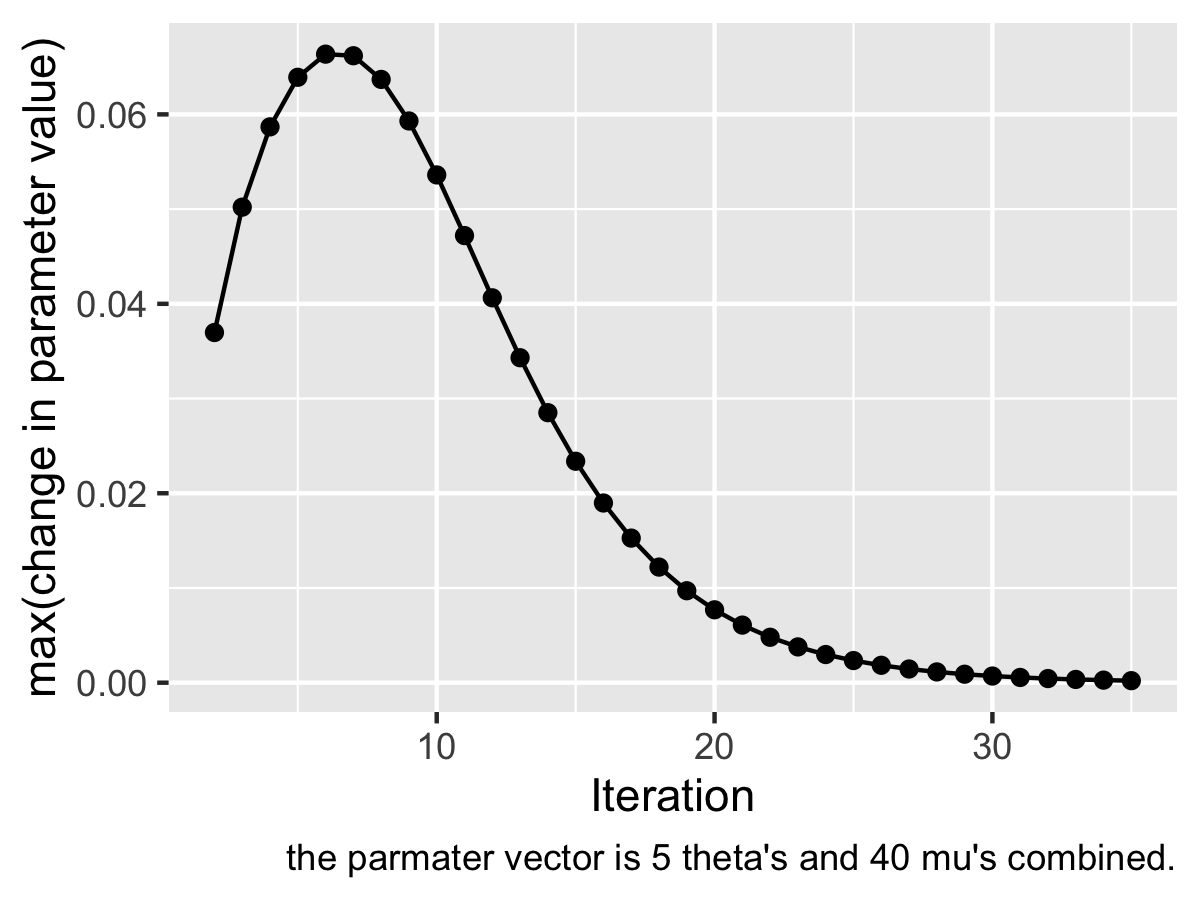 max(change in parameter value)
0.06
0.04
0.02
0.00
10 20 30
Iteration
the parmater vector is 5 theta's and 40 mu's combined.